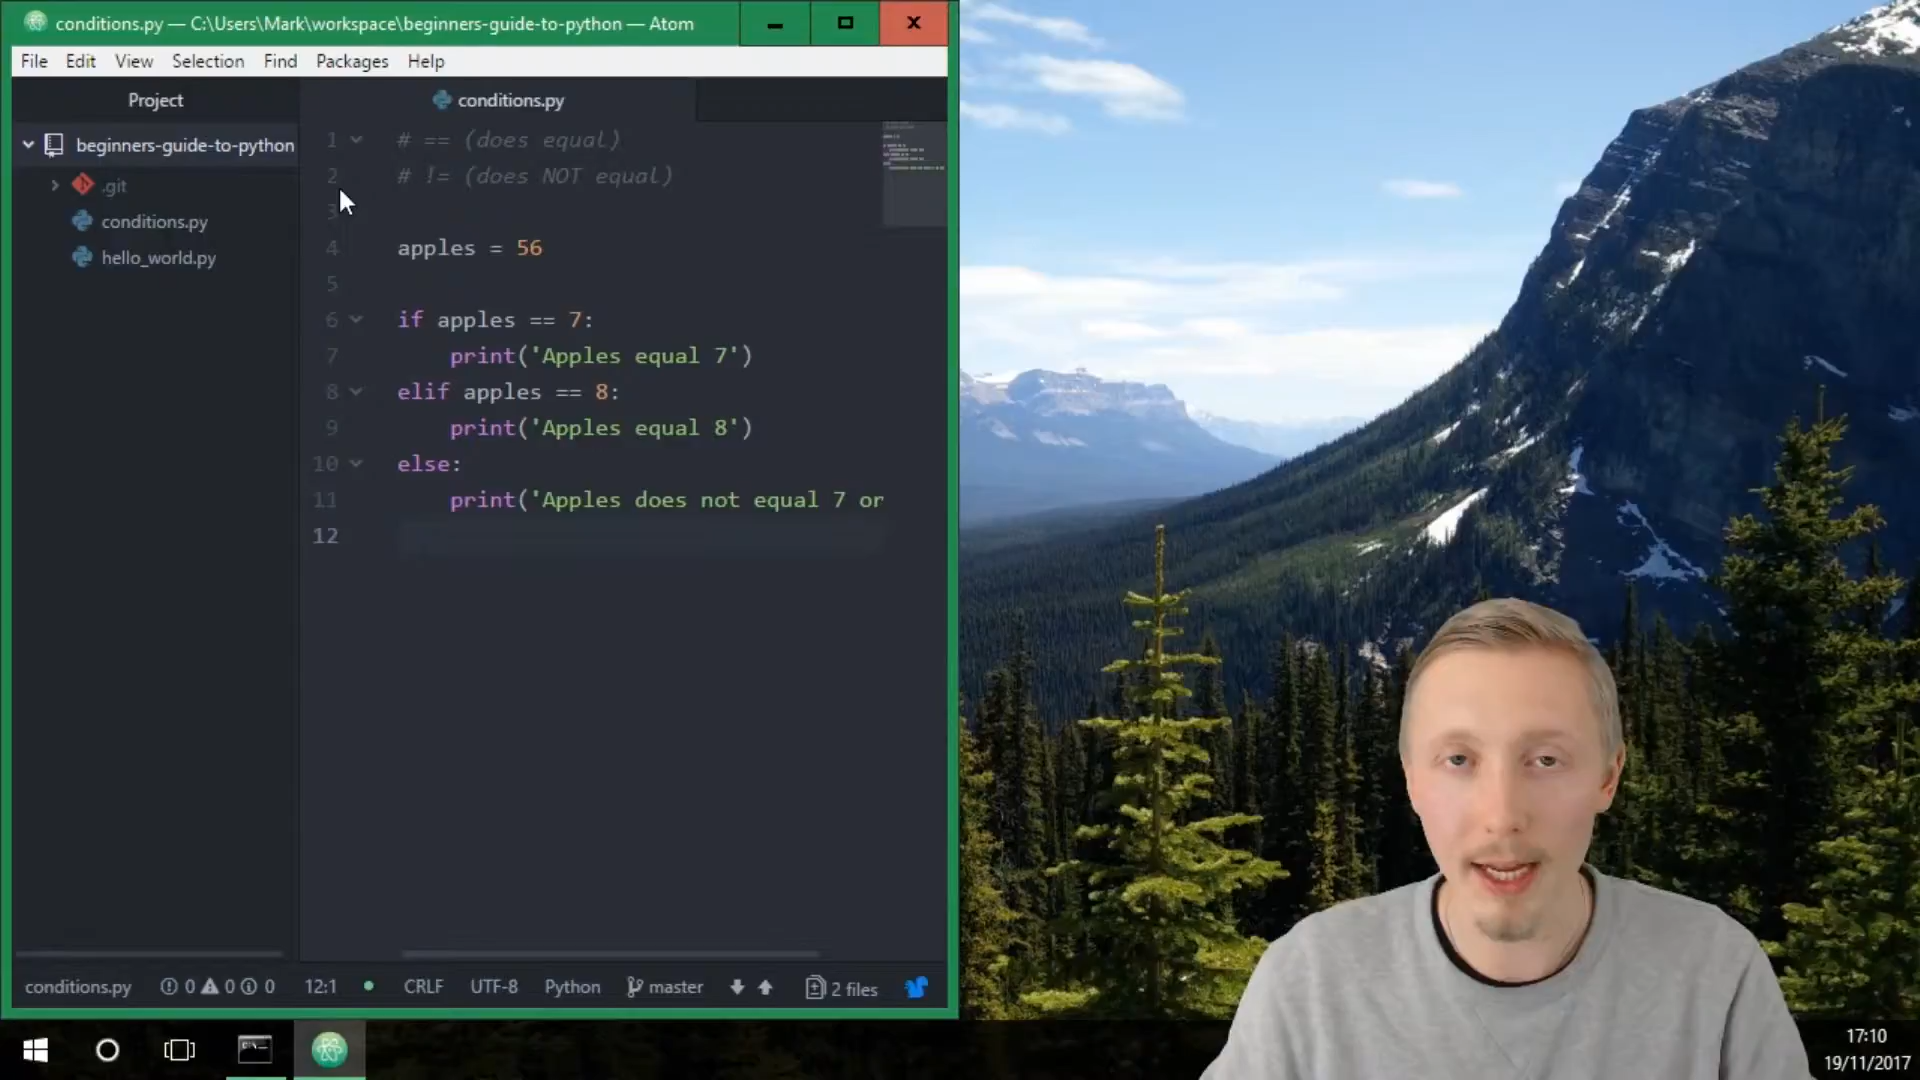 conditions.py — C:\Users\Mark\workspace\beginners-guide-to-python — Atom
File Edit View Selection Find Packages Help
Project
conditions.py
beginners-guide-to-python
.git
conditions.py
hello_world.py
1 # == (does equal)
2 # != (does NOT equal)
3
4 apples = 56
5
6 if apples == 7:
7 print('Apples equal 7')
8 elif apples == 8:
9 print('Apples equal 8')
10 else:
11 print('Apples does not equal 7 or
12
conditions.py 0 0 0 12:1 CRLF UTF-8 Python master 2 files
17:10
19/11/2017